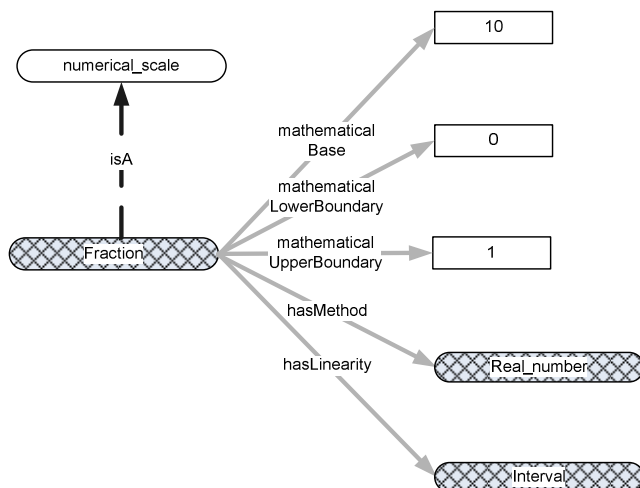 10
numerical_scale
mathematical
Base
0
isA
mathematical
LowerBoundary
Fraction
mathematical
UpperBoundary
1
hasMethod
hasLinearity
Real_number
Interval